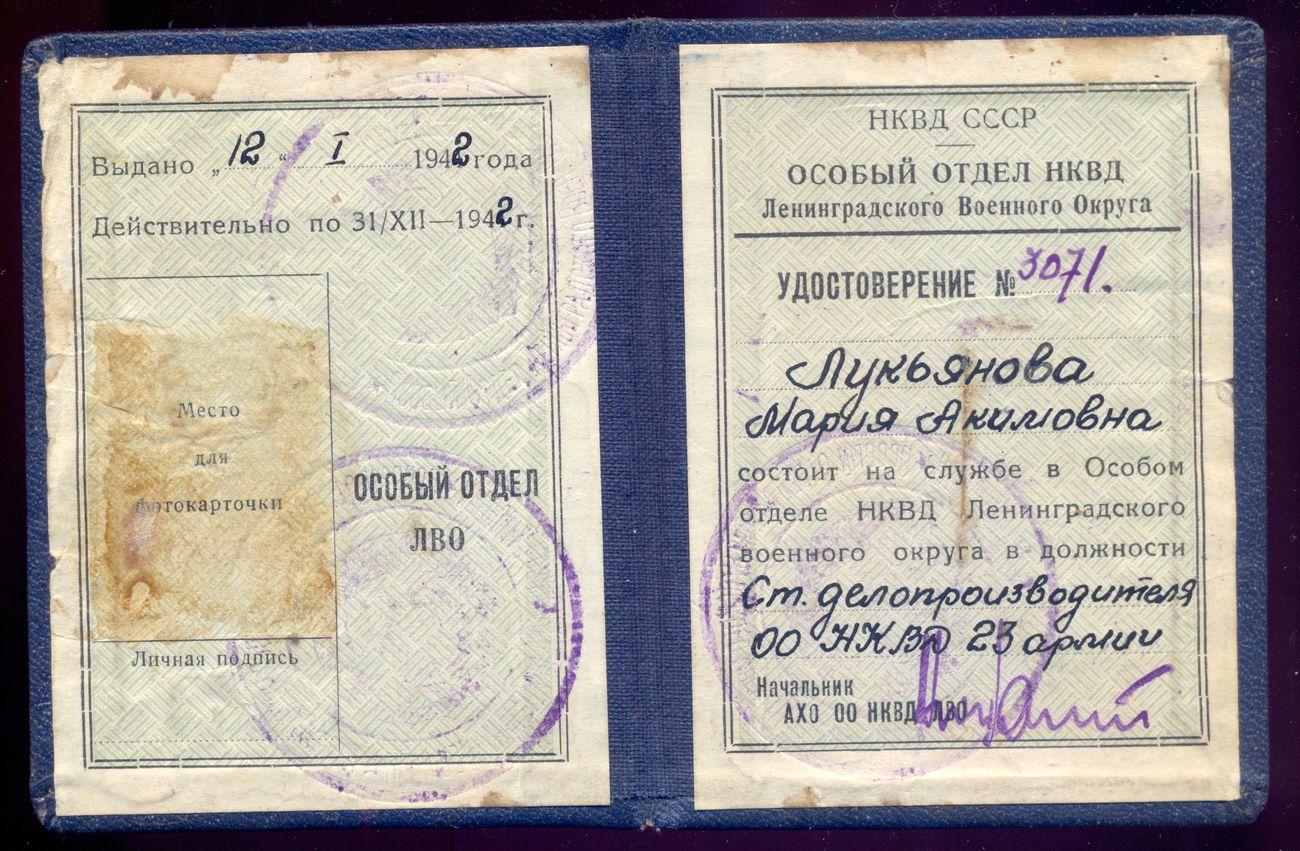 Выдано „12“ I 1942 года
Действительно по 31/XII—1942 г.
Место
для
фотокарточки
Личная подпись
ОСОБЫЙ ОТДЕЛ
ЛВО
НКВД СССР
ОСОБЫЙ ОТДЕЛ НКВД
Ленинградского Военного Округа
УДОСТОВЕРЕНИЕ № 3071.
Лукьянова
Мария Акимовна
состоит на службе в Особом
отделе НКВД Ленинградского
военного округа в должности
Ст. делопроизводителя
ОО НКВД 23 армии
Начальник
АХО ОО НКВД ЛВО